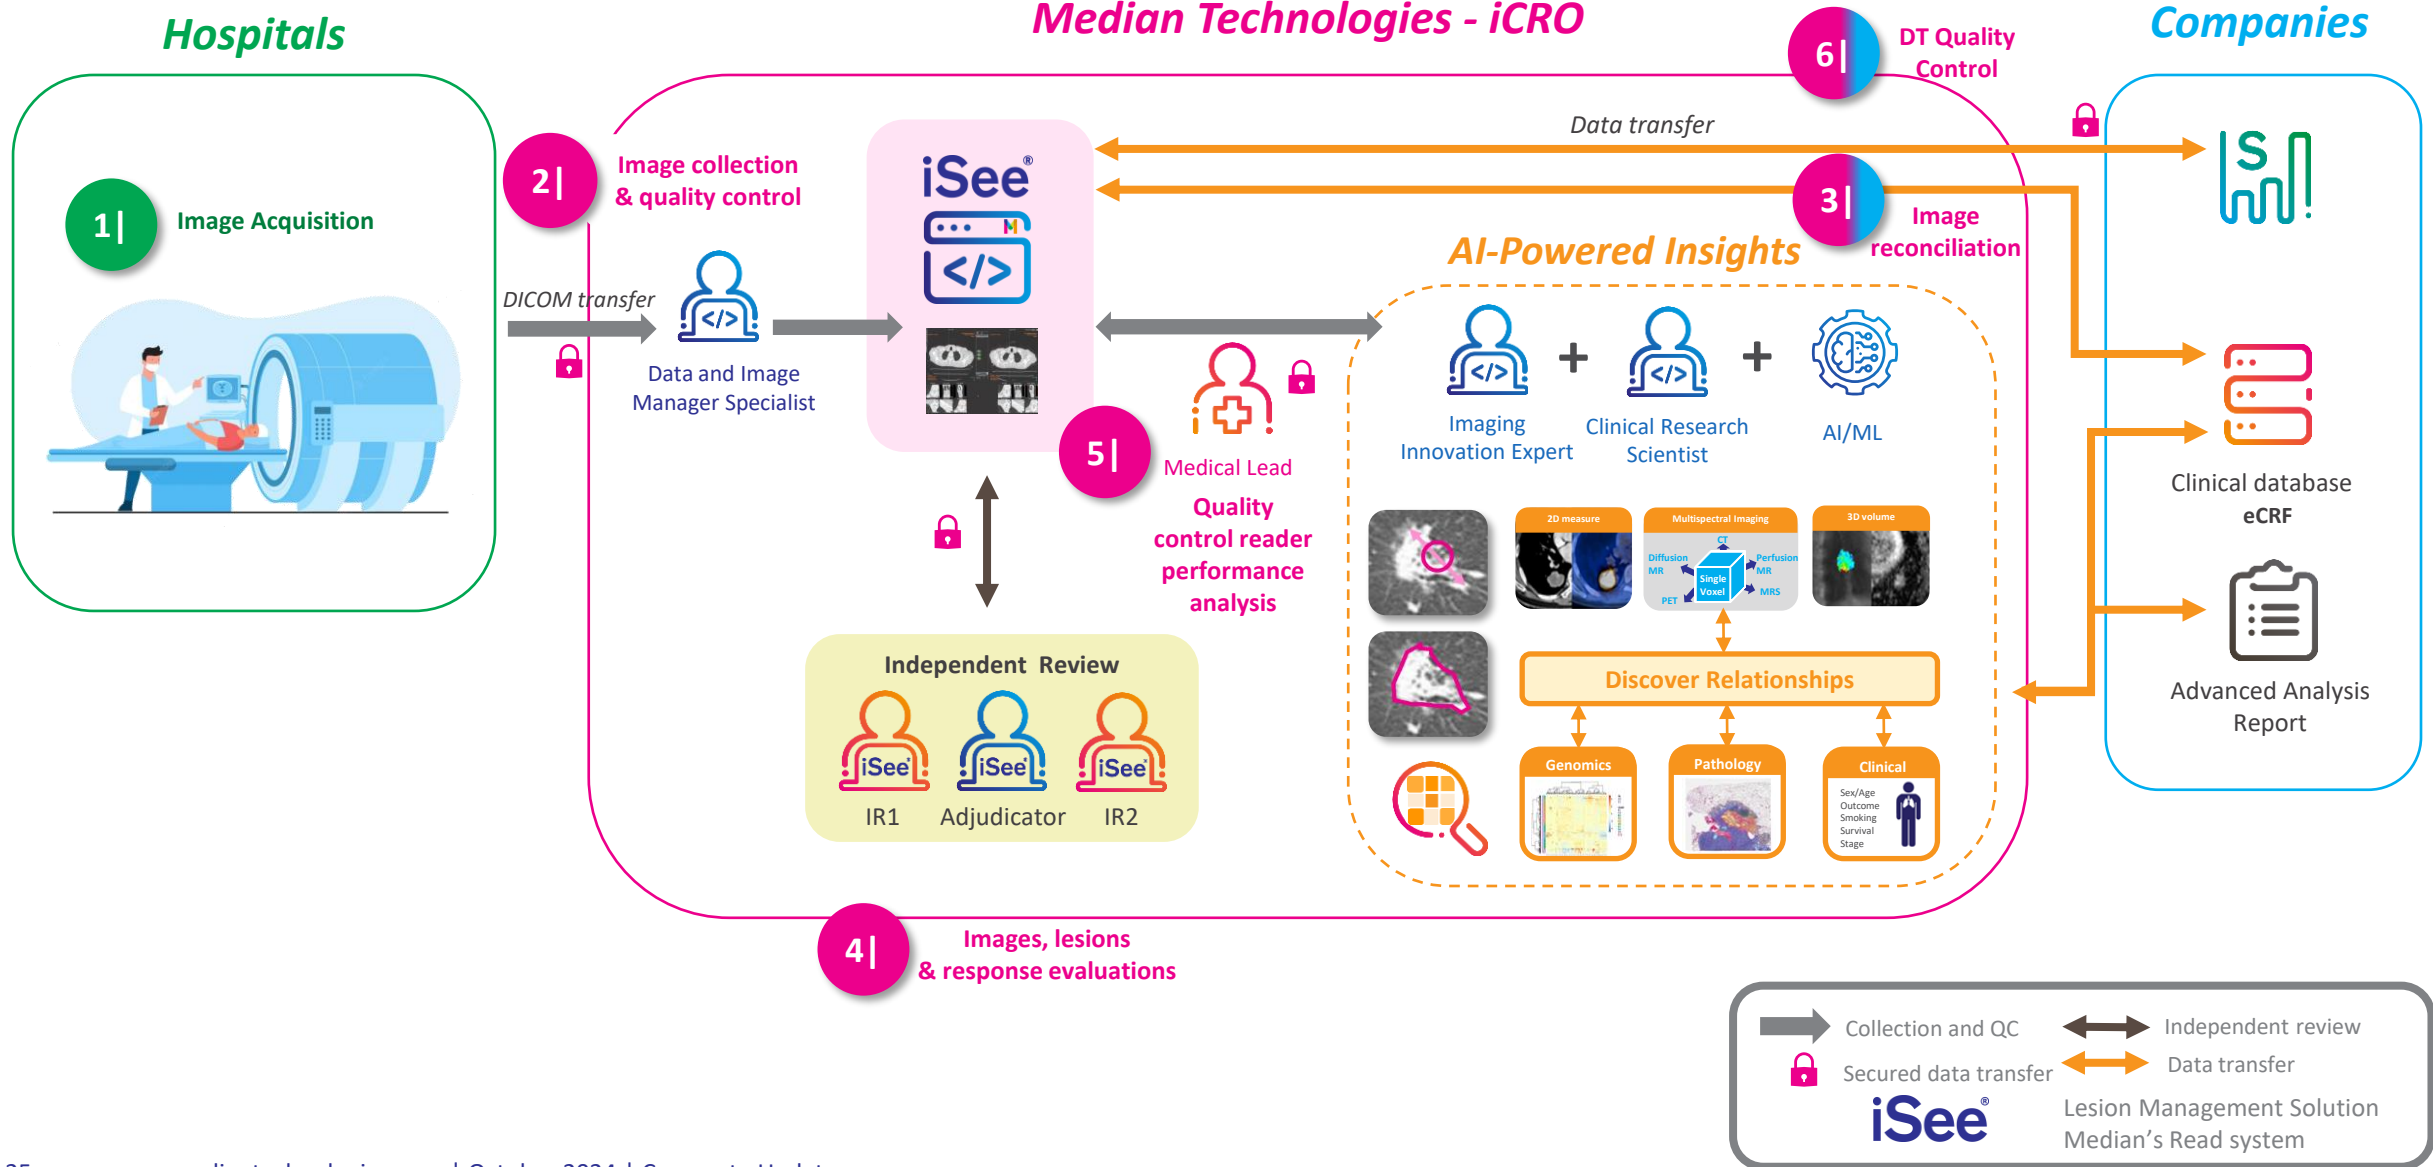 Hospitals
Median Technologies - iCRO
Companies
6|
DT Quality
Control
1|
Image Acquisition
2|
Image collection
& quality control
iSee®
M
</>
Data transfer
3|
Image
reconciliation
S
DICOM transfer
</>
Data and Image
Manager Specialist
AI-Powered Insights
</>
Imaging
Innovation Expert
+
</>
Clinical Research
Scientist
+
AI/ML
5|
Medical Lead
Quality
control reader
performance
analysis
Clinical database
eCRF
Advanced Analysis
Report
2D measure
Multispectral Imaging
CT
Diffusion
MR
Perfusion
MR
Single
Voxel
PET
MRS
3D volume
Discover Relationships
Genomics
Pathology
Clinical
Sex/Age
Outcome
Smoking
Survival
Stage
Independent Review
iSee
iSee
iSee
IR1
Adjudicator
IR2
4|
Images, lesions
& response evaluations
Collection and QC
Independent review
Secured data transfer
Data transfer
iSee®
Lesion Management Solution
Median's Read system
| October 2024 |